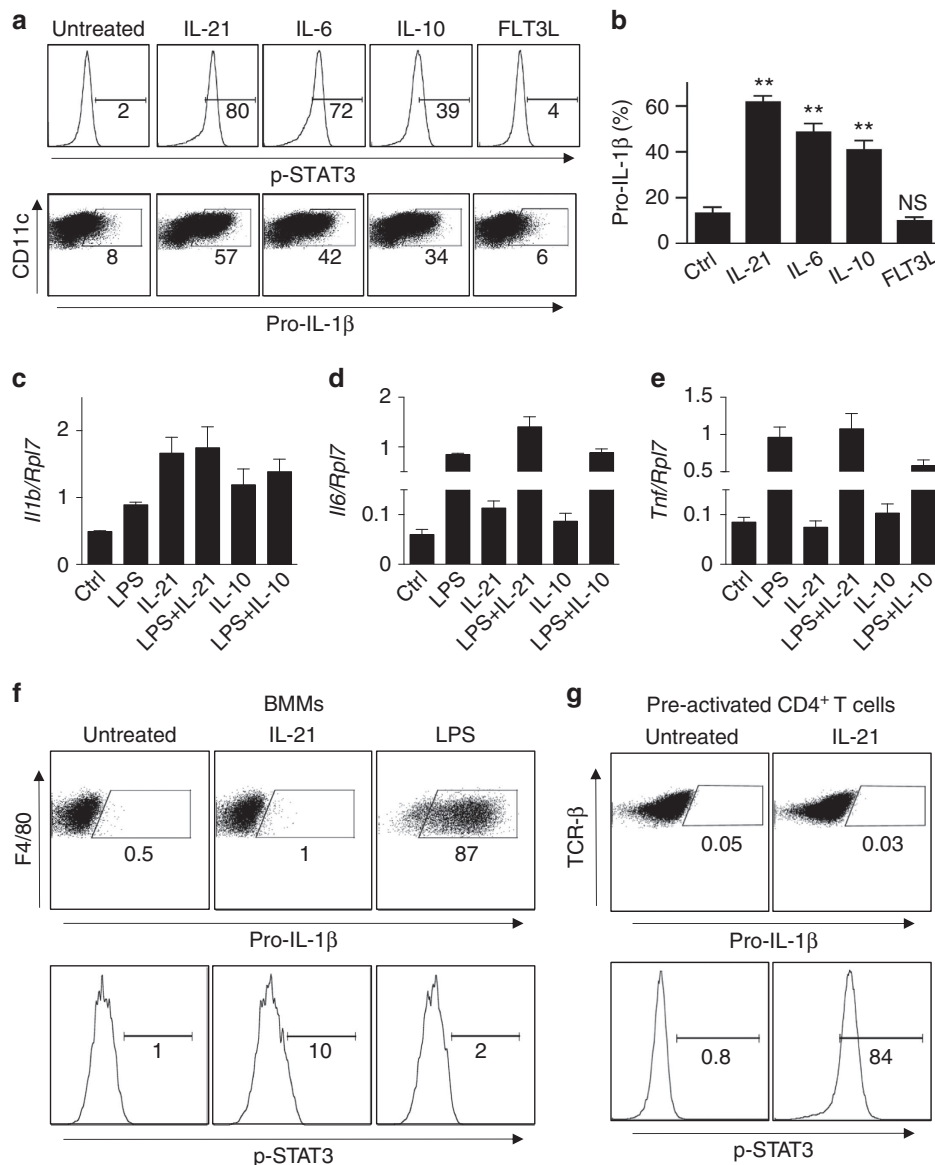 a
Untreated IL-21 IL-6 IL-10 FLT3L
2 80 72 39 4
p-STAT3
CD11c
8 57 42 34 6
Pro-IL-1β
b
Pro-IL-1β (%)
60
40
20
0
** ** ** NS
Ctrl IL-21 IL-6 IL-10 FLT3L
c
Il1b/Rpl7
2
1
0
Ctrl LPS IL-21 LPS+IL-21 IL-10 LPS+IL-10
d
Il6/Rpl7
2
1
0.1
0
Ctrl LPS IL-21 LPS+IL-21 IL-10 LPS+IL-10
e
Tnf/Rpl7
1.5
1
0.5
0.1
0
Ctrl LPS IL-21 LPS+IL-21 IL-10 LPS+IL-10
f
BMMs
Untreated IL-21 LPS
F4/80
0.5 1 87
Pro-IL-1β
1 10 2
p-STAT3
g
Pre-activated CD4⁺ T cells
Untreated IL-21
TCR-β
0.05 0.03
Pro-IL-1β
0.8 84
p-STAT3